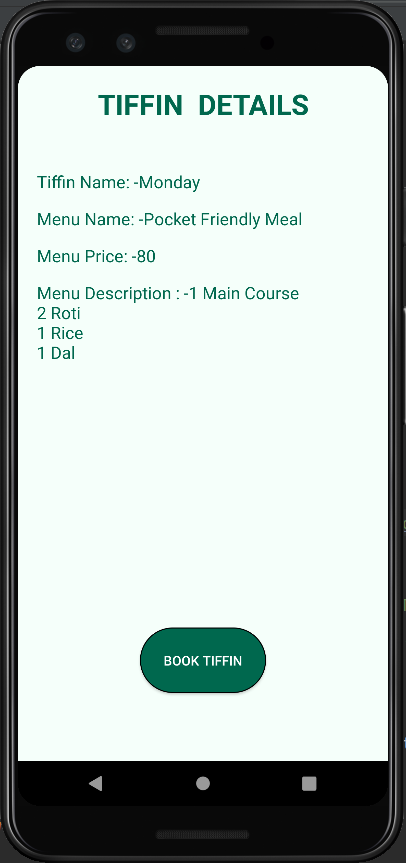 TIFFIN DETAILS
Tiffin Name: -Monday
Menu Name: -Pocket Friendly Meal
Menu Price: -80
Menu Description : -1 Main Course
2 Roti
1 Rice
1 Dal
BOOK TIFFIN